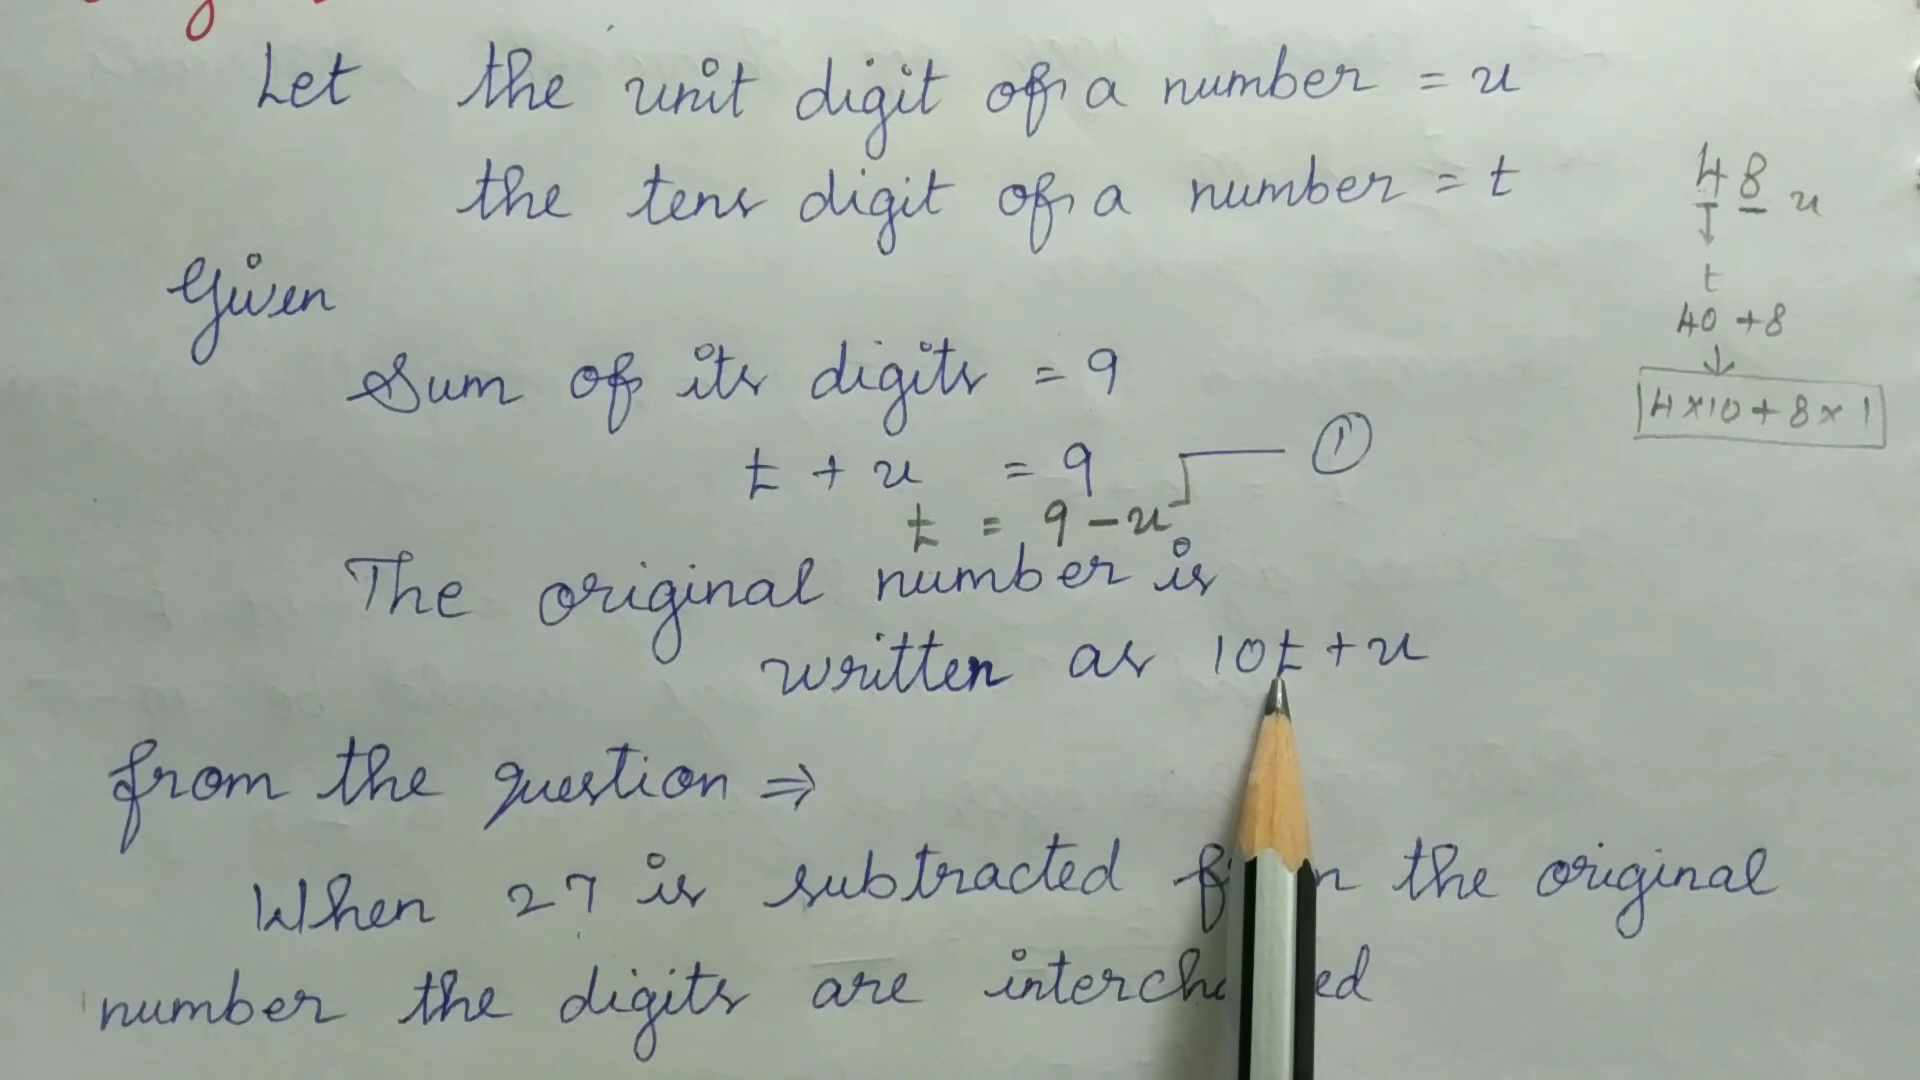 Let the unit digit of a number = u
the tens digit of a number = t
Given
Sum of its digits = 9
t + u = 9 ①
t = 9 - u
The original number is
written as 10t + u
from the question ⇒
When 27 is subtracted the original
number the digits are
48 u
↓
t
40 + 8
↓
4 × 10 + 8 × 1